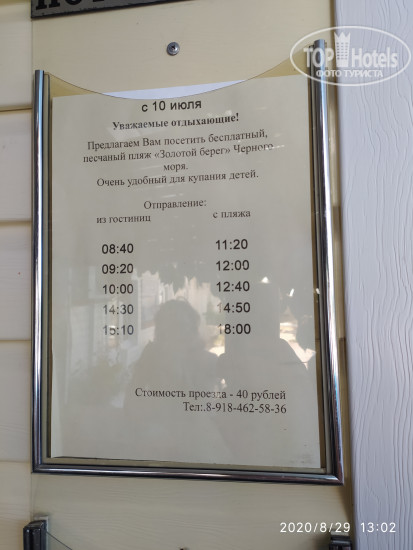 TopHotels
ФОТО ТУРИСТА
с 10 июля
Уважаемые отдыхающие!
Предлагаем Вам посетить бесплатный,
песчаный пляж «Золотой берег» Черного
моря.
Очень удобный для купания детей.
Отправление:
из гостиниц с пляжа
08:40 11:20
09:20 12:00
10:00 12:40
14:30 14:50
15:10 18:00
Стоимость проезда - 40 рублей
Тел:.8-918-462-58-36
2020/8/29 13:02